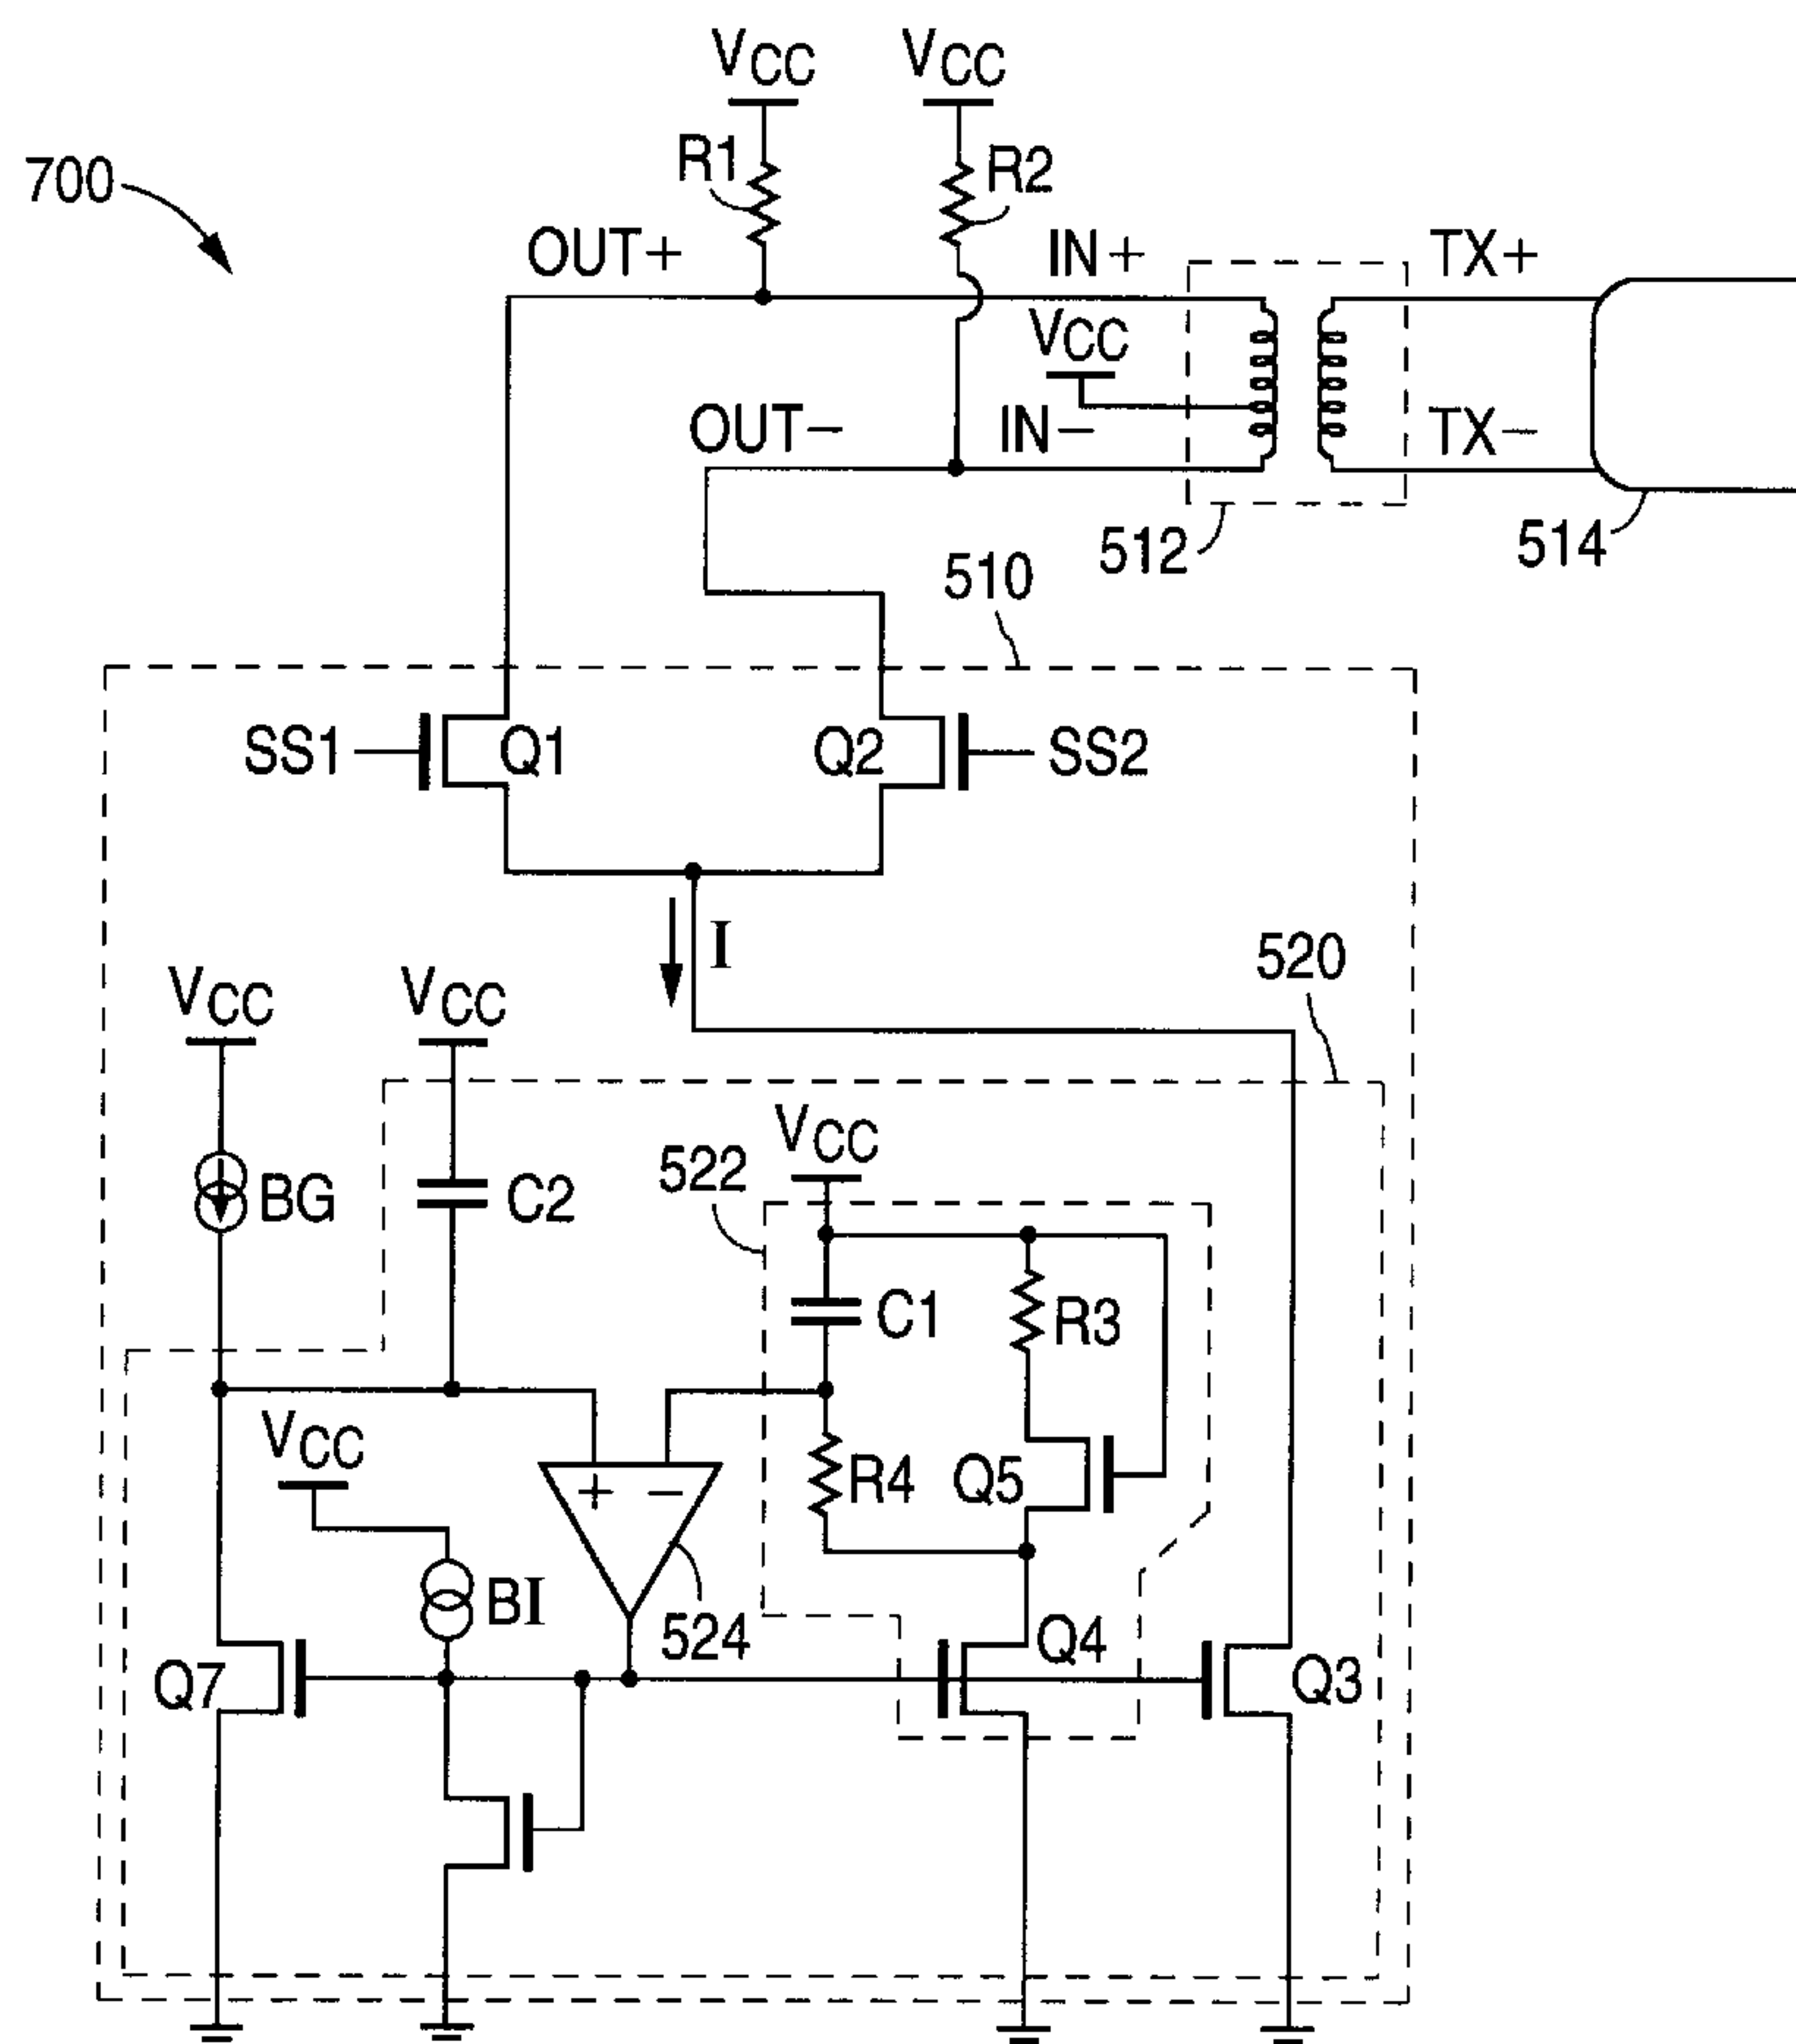 VCC VCC
R1 R2
700
OUT+ IN+ TX+
VCC
OUT− IN− TX−
512 514
510
SS1 Q1 Q2 SS2
I
520
VCC VCC
VCC
522
BG C2
C1 R3
VCC
+ − R4 Q5
BI
524 Q4
Q7 Q3